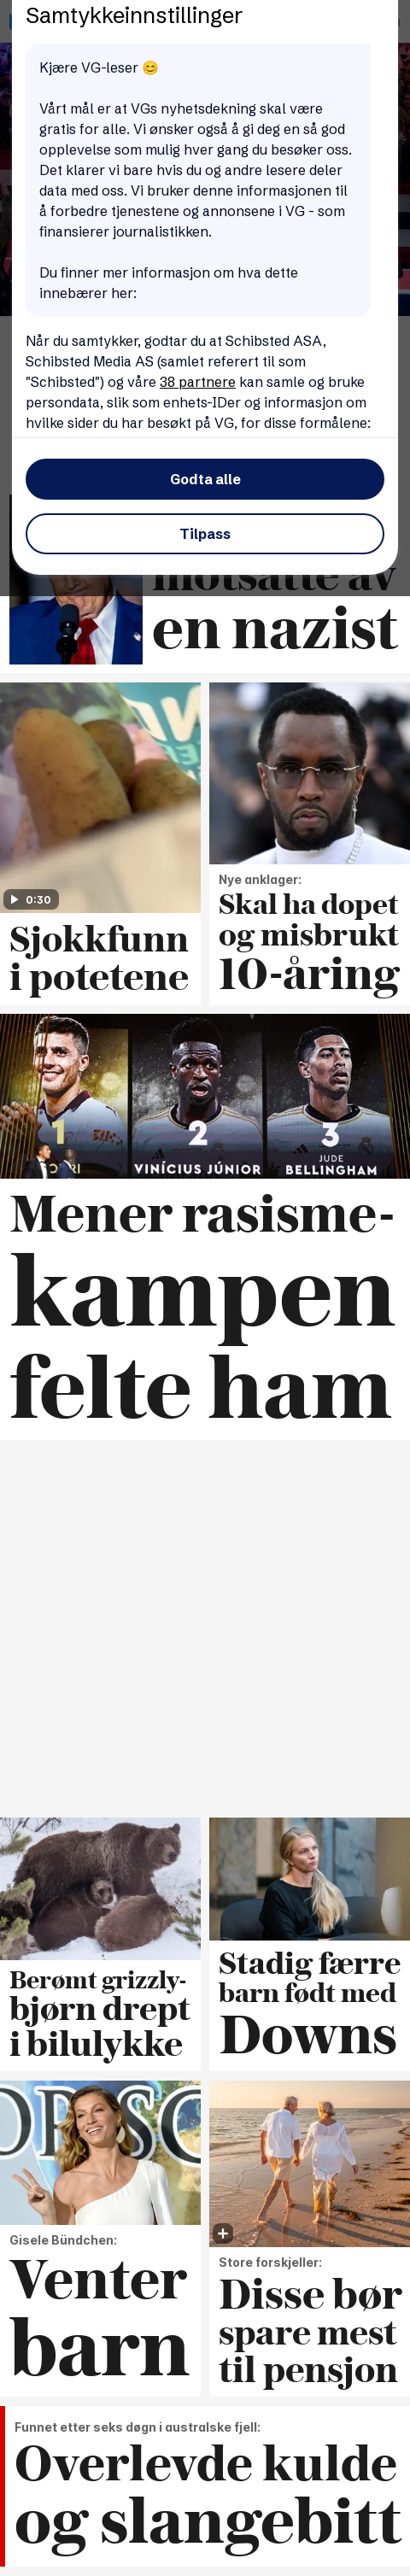 Samtykkeinnstillinger
Kjære VG-leser 😊
Vårt mål er at VGs nyhetsdekning skal være
gratis for alle. Vi ønsker også å gi deg en så god
opplevelse som mulig hver gang du besøker oss.
Det klarer vi bare hvis du og andre lesere deler
data med oss. Vi bruker denne informasjonen til
å forbedre tjenestene og annonsene i VG - som
finansierer journalistikken.
Du finner mer informasjon om hva dette
innebærer her:
Når du samtykker, godtar du at Schibsted ASA,
Schibsted Media AS (samlet referert til som
"Schibsted") og våre 38 partnere kan samle og bruke
persondata, slik som enhets-IDer og informasjon om
hvilke sider du har besøkt på VG, for disse formålene:
Godta alle
Tilpass
motsatte av
en nazist
0:30
Sjokkfunn
i potetene
Nye anklager:
Skal ha dopet
og misbrukt
10-åring
1
2
3
VINÍCIUS JÚNIOR
JUDE
BELLINGHAM
Mener rasisme-
kampen
felte ham
Berømt grizzly-
bjørn drept
i bilulykke
Stadig færre
barn født med
Downs
Gisele Bündchen:
Venter
barn
Store forskjeller:
Disse bør
spare mest
til pensjon
Funnet etter seks døgn i australske fjell:
Overlevde kulde
og slangebitt